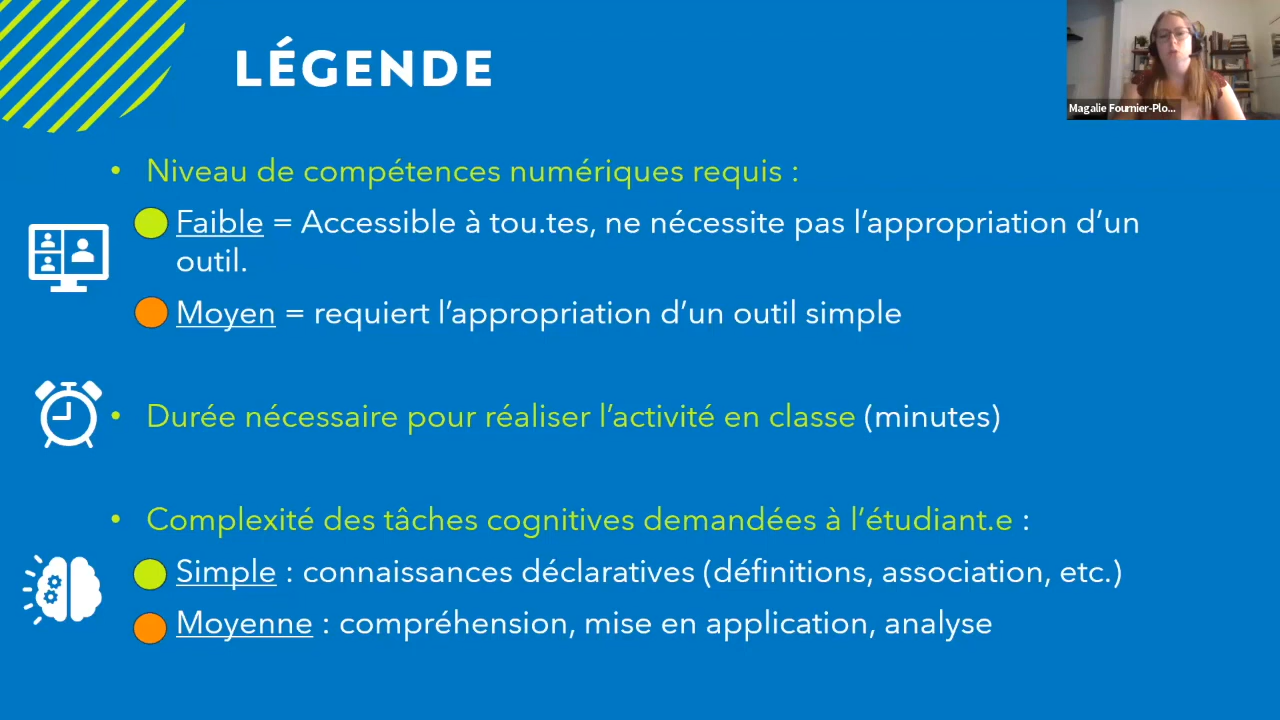 LÉGENDE
Magalie Fournier-Plo...
• Niveau de compétences numériques requis :
Faible = Accessible à tou.tes, ne nécessite pas l’appropriation d’un
outil.
Moyen = requiert l’appropriation d’un outil simple
• Durée nécessaire pour réaliser l’activité en classe (minutes)
• Complexité des tâches cognitives demandées à l’étudiant.e :
Simple : connaissances déclaratives (définitions, association, etc.)
Moyenne : compréhension, mise en application, analyse